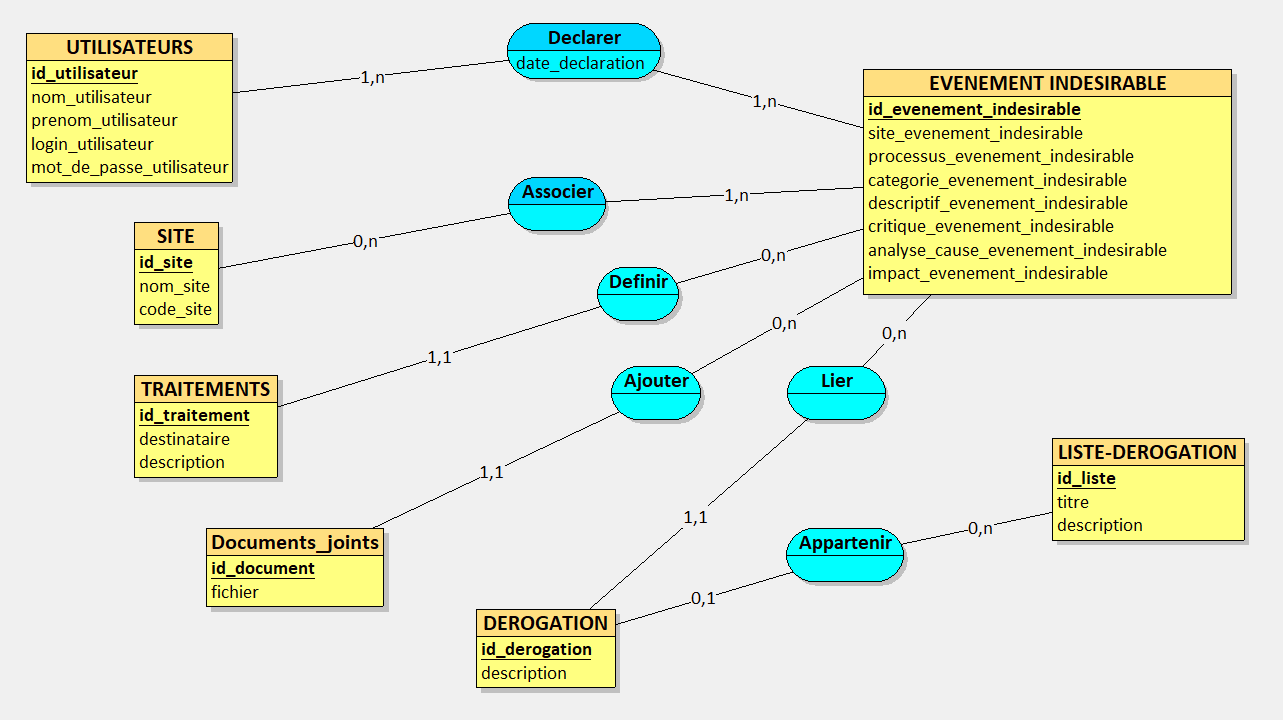 UTILISATEURS
id_utilisateur
nom_utilisateur
prenom_utilisateur
login_utilisateur
mot_de_passe_utilisateur
1,n
Declarer
date_declaration
1,n
EVENEMENT INDESIRABLE
id_evenement_indesirable
site_evenement_indesirable
processus_evenement_indesirable
categorie_evenement_indesirable
descriptif_evenement_indesirable
critique_evenement_indesirable
analyse_cause_evenement_indesirable
impact_evenement_indesirable
Associer
1,n
0,n
SITE
id_site
nom_site
code_site
Definir
0,n
1,1
TRAITEMENTS
id_traitement
destinataire
description
Ajouter
0,n
1,1
Lier
0,n
1,1
Documents_joints
id_document
fichier
LISTE-DEROGATION
id_liste
titre
description
Appartenir
0,n
0,1
DEROGATION
id_derogation
description